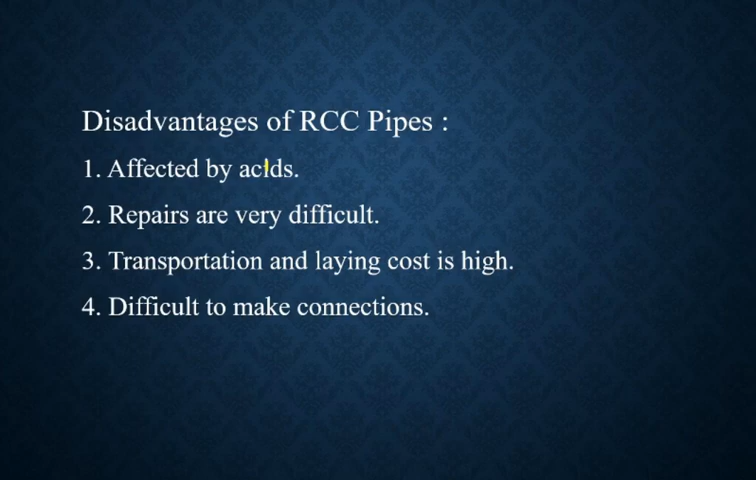 Disadvantages of RCC Pipes :
1. Affected by acids.
2. Repairs are very difficult.
3. Transportation and laying cost is high.
4. Difficult to make connections.